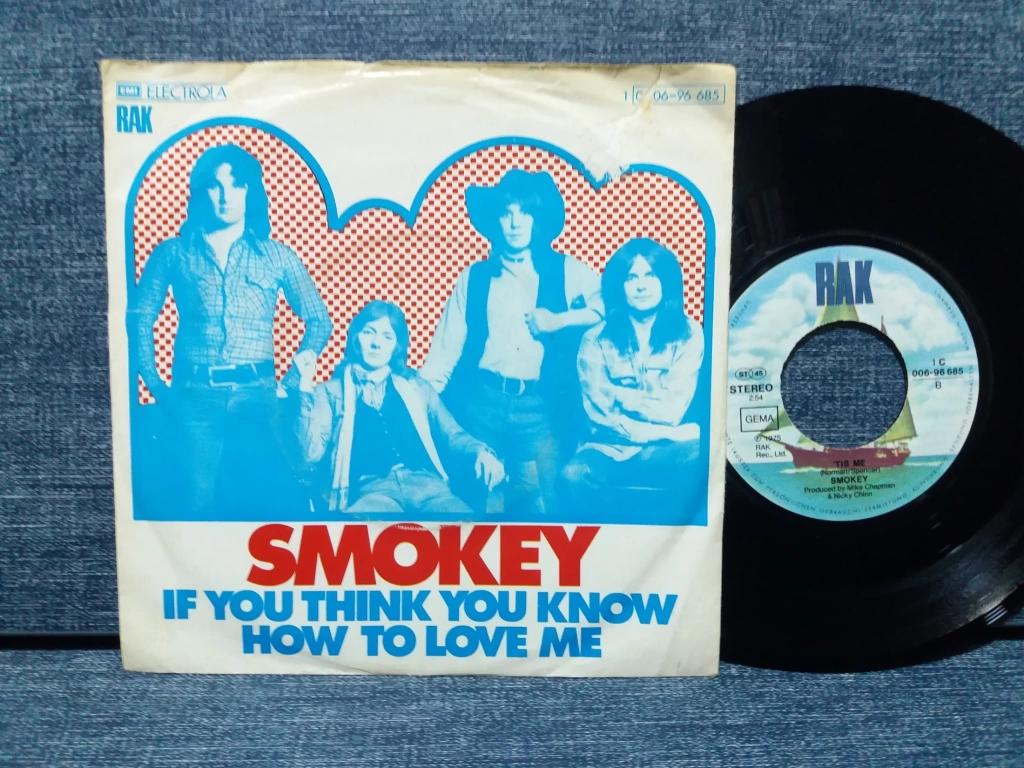 EMI ELECTROLA
1 C 006-96 685
RAK
SMOKEY
IF YOU THINK YOU KNOW
HOW TO LOVE ME
RAK
ST 45
STEREO
2:54
GEMA
℗ 1975
RAK
Rec., Ltd.
1 C
006-96 685
B
'TIS ME
(Norman/Spencer)
SMOKEY
Produced by Mike Chapman
& Nicky Chinn